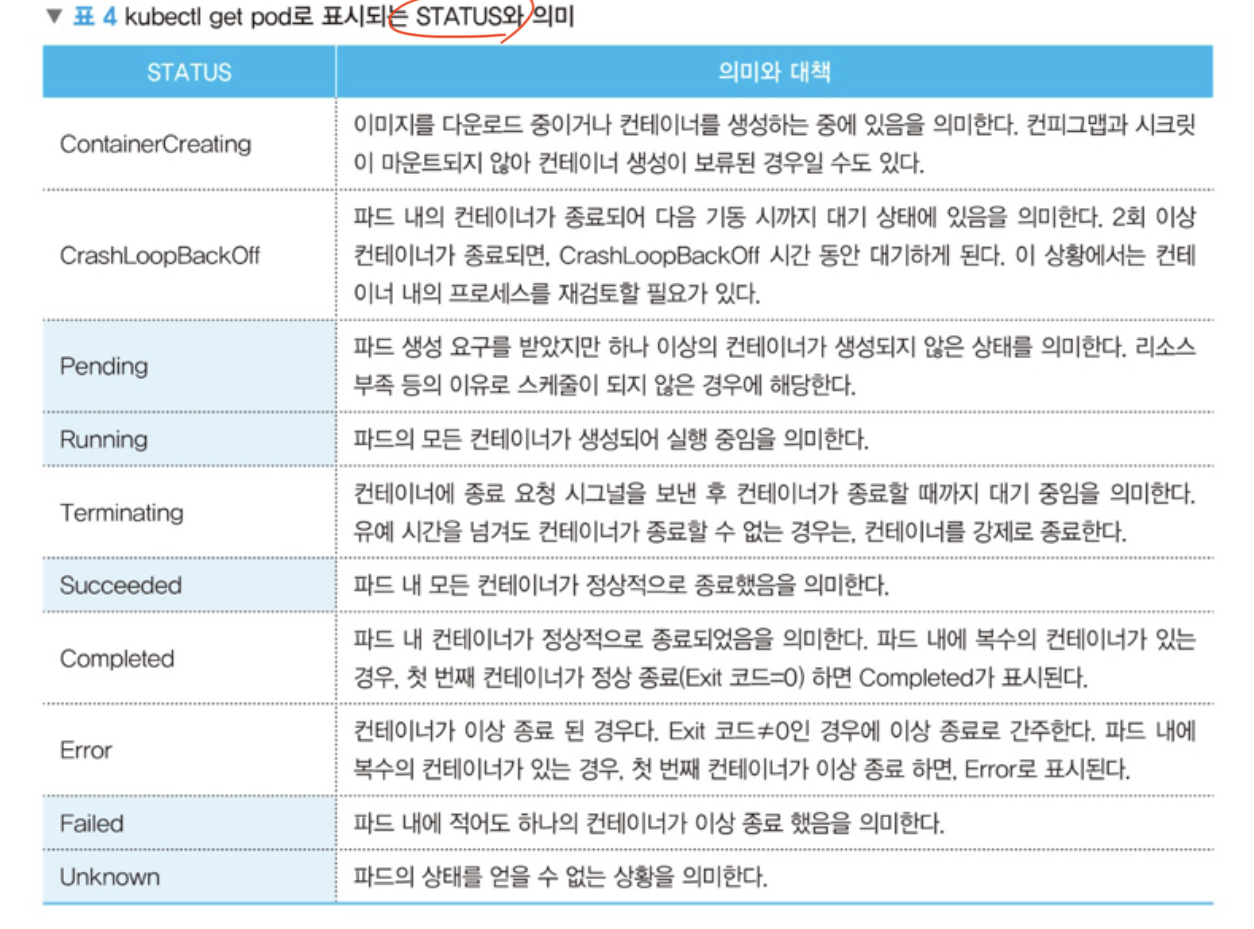 ▼ 표 4 kubectl get pod로 표시되는 STATUS와 의미
STATUS
의미와 대책
ContainerCreating
이미지를 다운로드 중이거나 컨테이너를 생성하는 중에 있음을 의미한다. 컨피그맵과 시크릿
이 마운트되지 않아 컨테이너 생성이 보류된 경우일 수도 있다.
CrashLoopBackOff
파드 내의 컨테이너가 종료되어 다음 기동 시까지 대기 상태에 있음을 의미한다. 2회 이상
컨테이너가 종료되면, CrashLoopBackOff 시간 동안 대기하게 된다. 이 상황에서는 컨테
이너 내의 프로세스를 재검토할 필요가 있다.
Pending
파드 생성 요구를 받았지만 하나 이상의 컨테이너가 생성되지 않은 상태를 의미한다. 리소스
부족 등의 이유로 스케줄이 되지 않은 경우에 해당한다.
Running
파드의 모든 컨테이너가 생성되어 실행 중임을 의미한다.
Terminating
컨테이너에 종료 요청 시그널을 보낸 후 컨테이너가 종료할 때까지 대기 중임을 의미한다.
유예 시간을 넘겨도 컨테이너가 종료할 수 없는 경우는, 컨테이너를 강제로 종료한다.
Succeeded
파드 내 모든 컨테이너가 정상적으로 종료했음을 의미한다.
Completed
파드 내 컨테이너가 정상적으로 종료되었음을 의미한다. 파드 내에 복수의 컨테이너가 있는
경우, 첫 번째 컨테이너가 정상 종료(Exit 코드=0) 하면 Completed가 표시된다.
Error
컨테이너가 이상 종료 된 경우다. Exit 코드≠0인 경우에 이상 종료로 간주한다. 파드 내에
복수의 컨테이너가 있는 경우, 첫 번째 컨테이너가 이상 종료 하면, Error로 표시된다.
Failed
파드 내에 적어도 하나의 컨테이너가 이상 종료 했음을 의미한다.
Unknown
파드의 상태를 얻을 수 없는 상황을 의미한다.